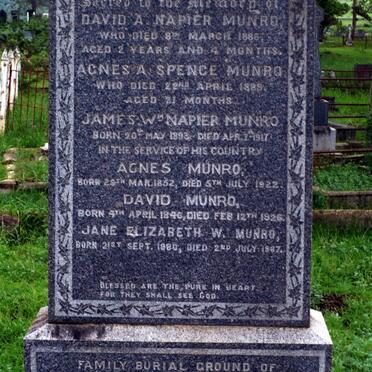 Sacred to the Memory of
DAVID A. NAPIER MUNRO,
WHO DIED 8TH MARCH 1886,
AGED 2 YEARS AND 4 MONTHS.
AGNES A. SPENCE MUNRO
WHO DIED 22ND APRIL 1889,
AGED 21 MONTHS.
JAMES WM NAPIER MUNRO
BORN 20TH MAY 1893, DIED APR. 1917
IN THE SERVICE OF HIS COUNTRY
AGNES MUNRO,
BORN 28TH MAR. 1852, DIED 5TH JULY 1922.
DAVID MUNRO,
BORN 4TH APRIL 1846, DIED FEB 12TH 1926.
JANE ELIZABETH W. MUNRO,
BORN 21ST SEPT. 1880, DIED 2ND JULY 1967.
BLESSED ARE THE PURE IN HEART
FOR THEY SHALL SEE GOD.
FAMILY BURIAL GROUND OF